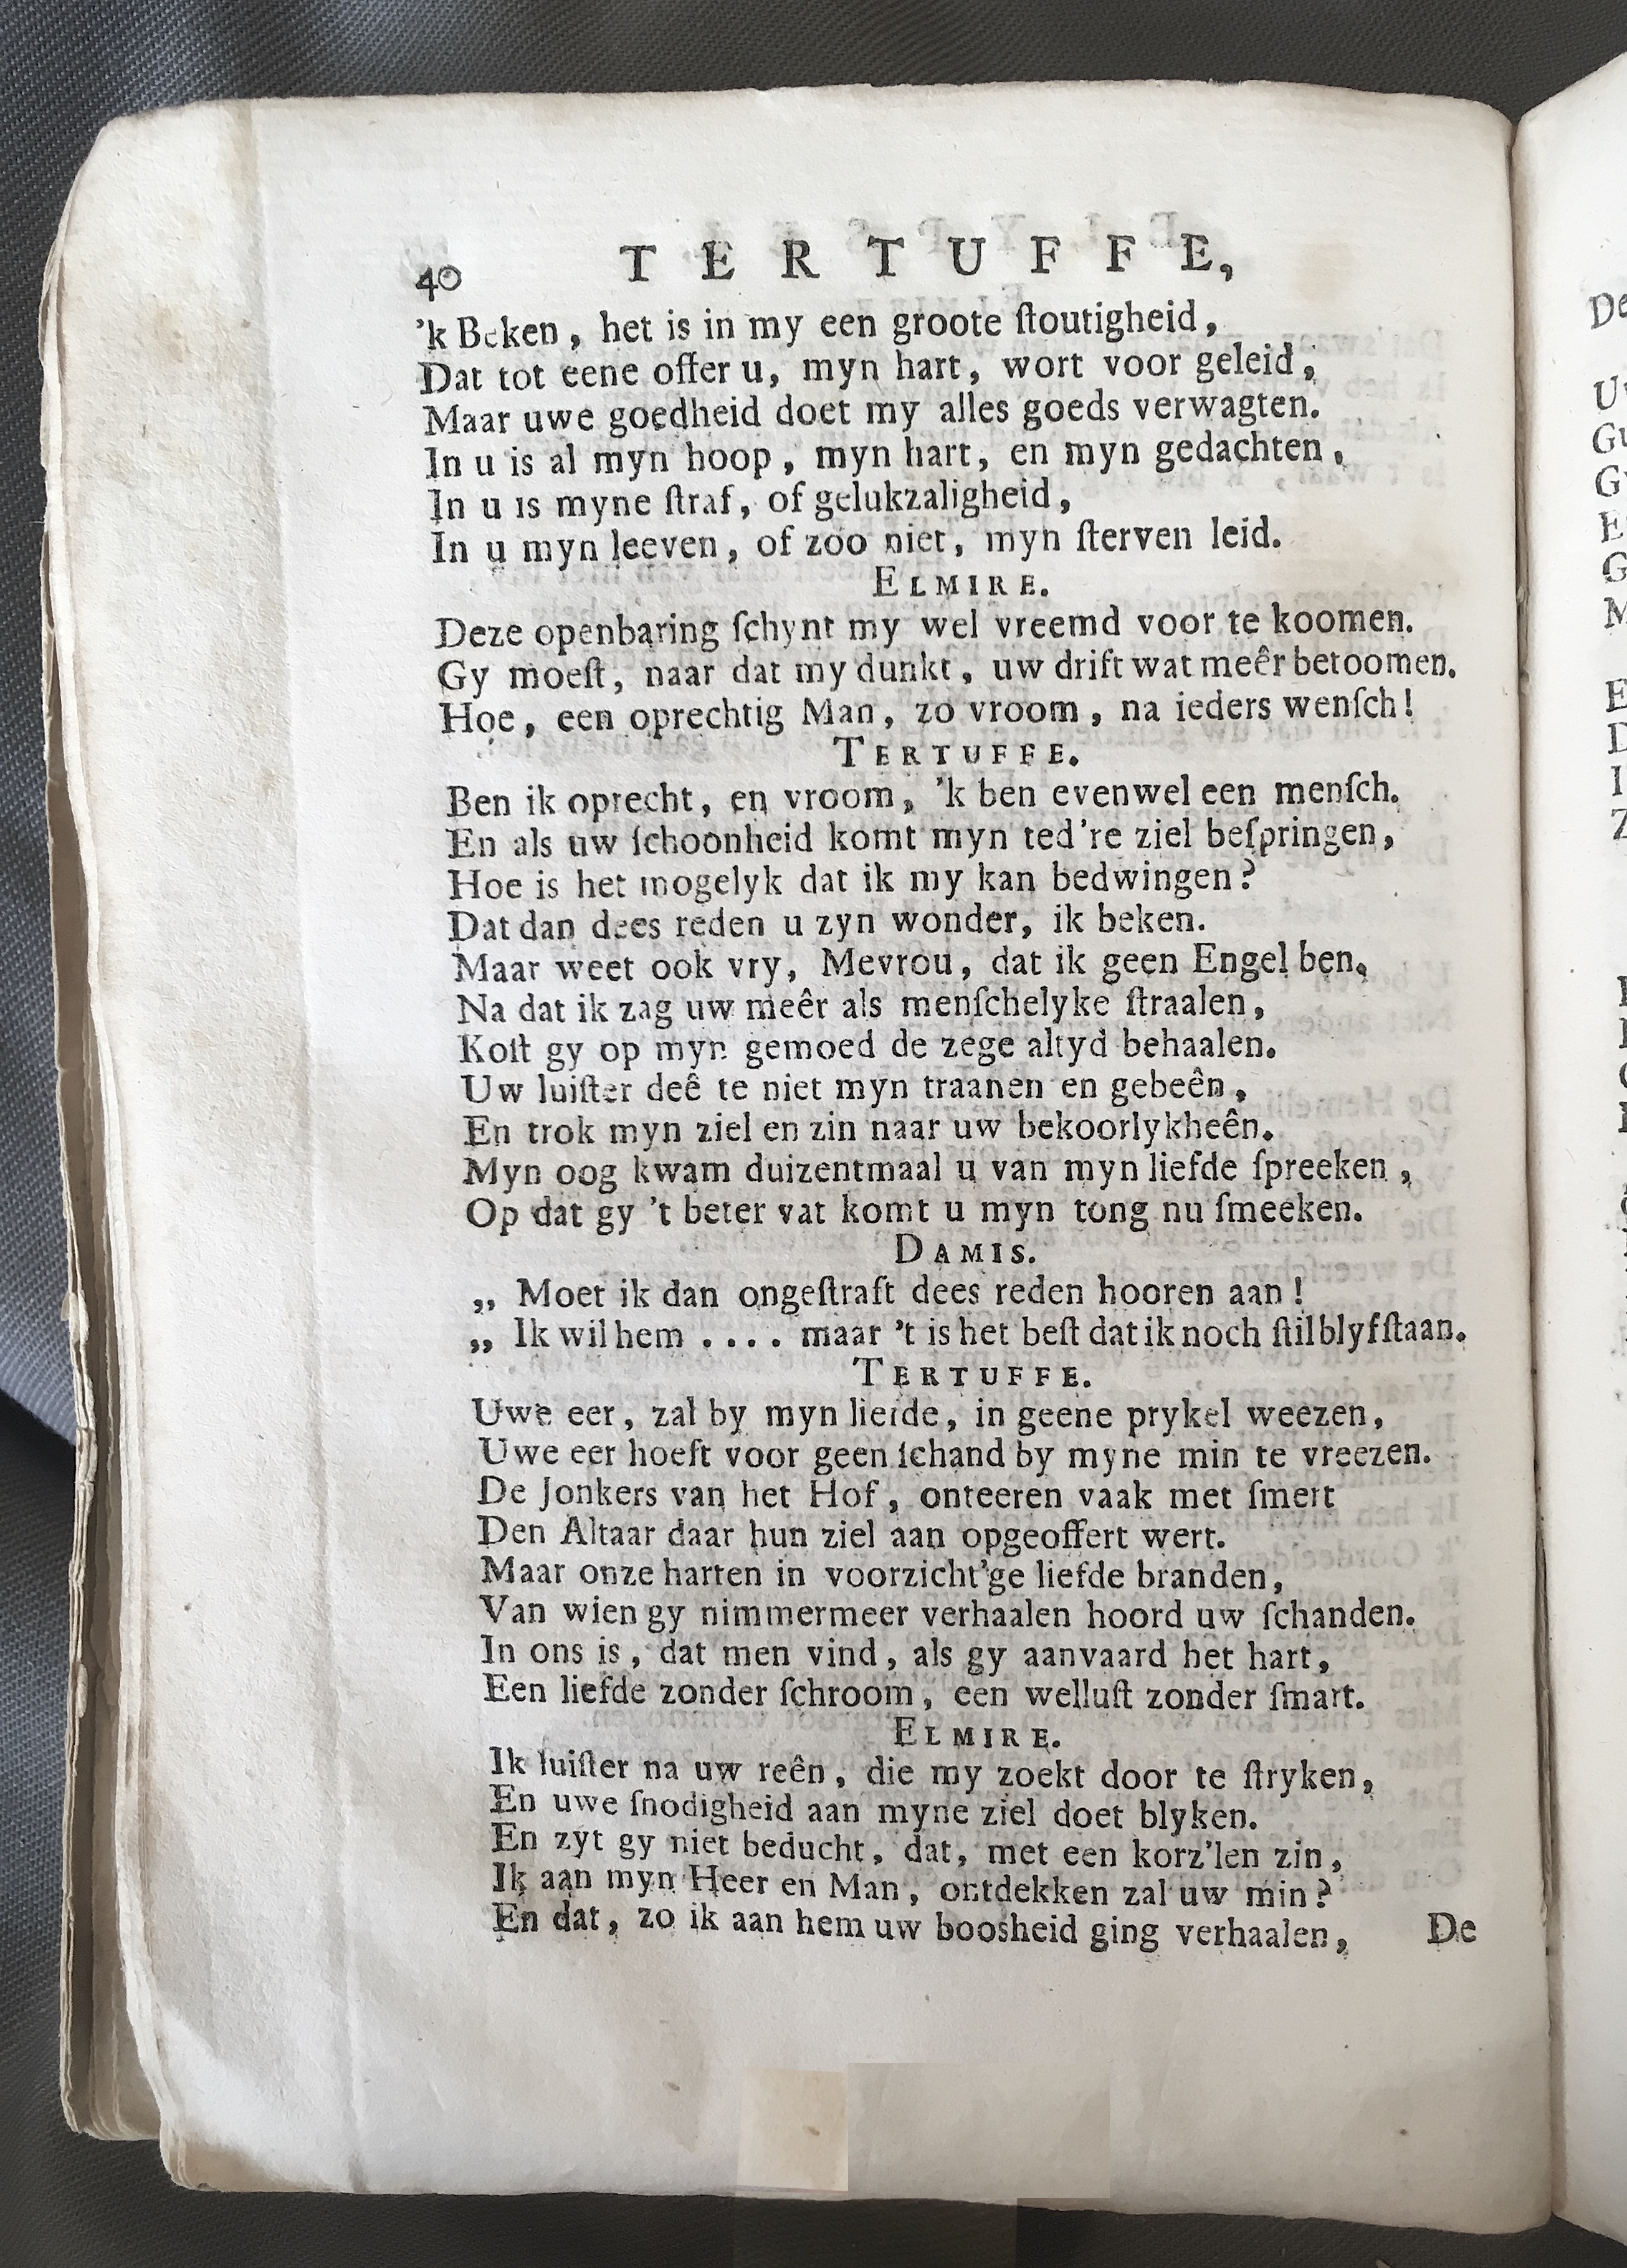 40 TERTUFFE,
'k Beken, het is in my een groote ſtoutigheid,
Dat tot eene offer u, myn hart, wort voor geleid,
Maar uwe goedheid doet my alles goeds verwagten.
In u is al myn hoop, myn hart, en myn gedachten,
In u is myne ſtraf, of gelukzaligheid,
In u myn leeven, of zoo niet, myn ſterven leid.
ELMIRE.
Deze openbaring ſchynt my wel vreemd voor te koomen.
Gy moeſt, naar dat my dunkt, uw drift wat meêr betoomen.
Hoe, een oprechtig Man, zo vroom, na ieders wenſch!
TERTUFFE.
Ben ik oprecht, en vroom, 'k ben evenwel een menſch.
En als uw ſchoonheid komt myn ted're ziel beſpringen,
Hoe is het mogelyk dat ik my kan bedwingen?
Dat dan dees reden u zyn wonder, ik beken.
Maar weet ook vry, Mevrou, dat ik geen Engel ben,
Na dat ik zag uw meêr als menſchelyke ſtraalen,
Koſt gy op myn gemoed de zege altyd behaalen.
Uw luiſter deê te niet myn traanen en gebeên,
En trok myn ziel en zin naar uw bekoorlykheên.
Myn oog kwam duizentmaal u van myn liefde ſpreeken,
Op dat gy 't beter vat komt u myn tong nu ſmeeken.
DAMIS.
„ Moet ik dan ongeſtraft dees reden hooren aan!
„ Ik wil hem .... maar 't is het beſt dat ik noch ſtil blyf ſtaan.
TERTUFFE.
Uwe eer, zal by myn liefde, in geene prykel weezen,
Uwe eer hoeft voor geen ſchand by myne min te vreezen.
De Jonkers van het Hof, onteeren vaak met ſmert
Den Altaar daar hun ziel aan opgeoffert wert.
Maar onze harten in voorzicht'ge liefde branden,
Van wien gy nimmermeer verhaalen hoord uw ſchanden.
In ons is, dat men vind, als gy aanvaard het hart,
Een liefde zonder ſchroom, een welluſt zonder ſmart.
ELMIRE.
Ik luiſter na uw reên, die my zoekt door te ſtryken,
En uwe ſnodigheid aan myne ziel doet blyken.
En zyt gy niet beducht, dat, met een korz'len zin,
Ik aan myn Heer en Man, ontdekken zal uw min?
En dat, zo ik aan hem uw boosheid ging verhaalen,
De